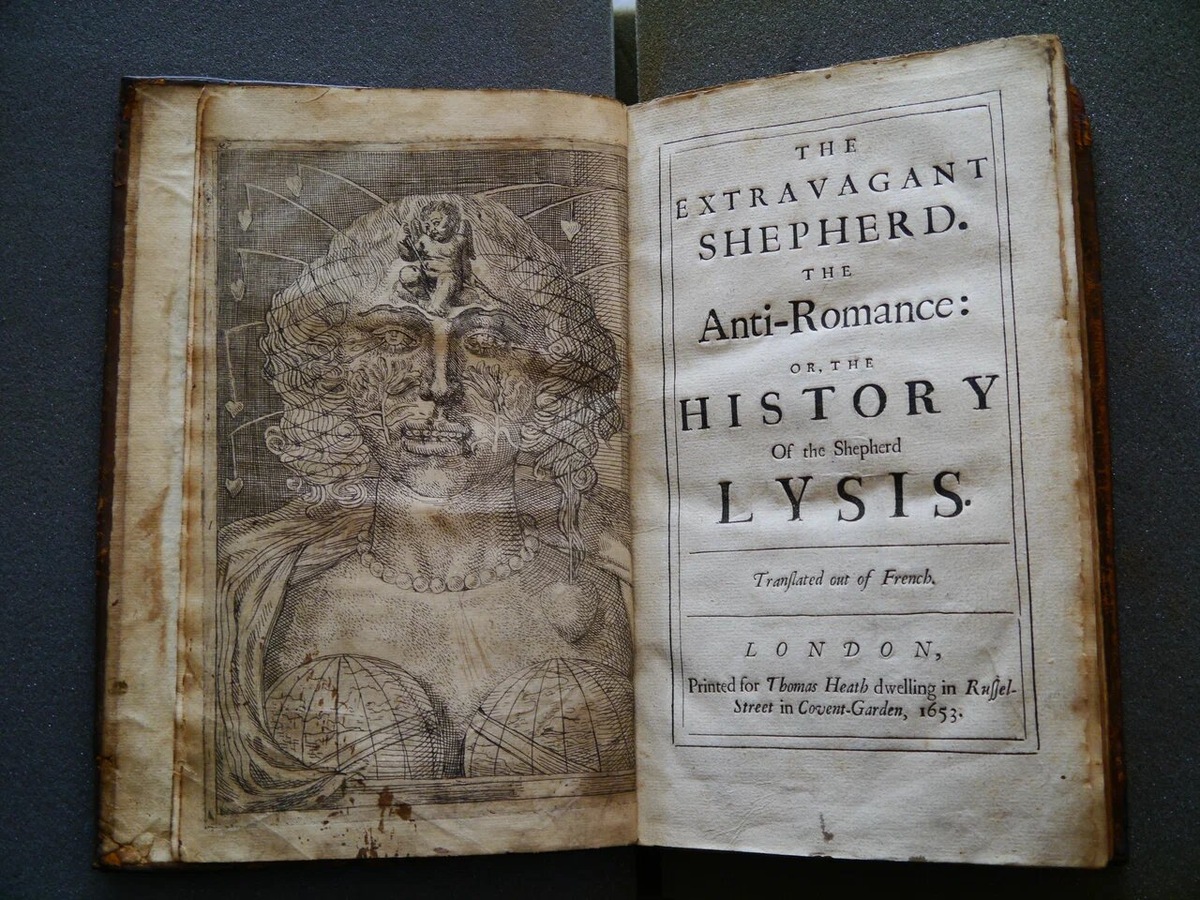 THE
EXTRAVAGANT
SHEPHERD.
THE
Anti-Romance:
OR, THE
HISTORY
Of the Shepherd
LYSIS.
Tranſlated out of French.
LONDON,
Printed for Thomas Heath dwelling in Ruſſel-
Street in Covent-Garden, 1653.